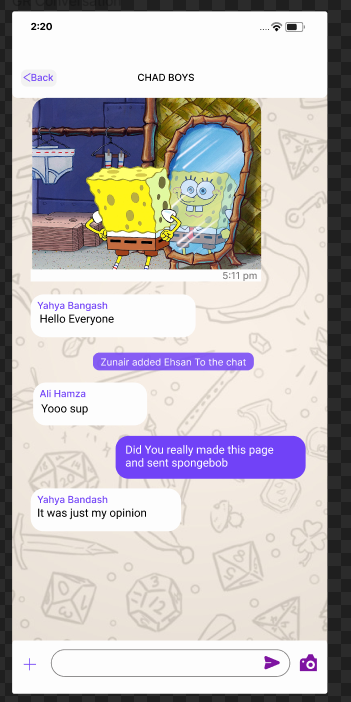 2:20
<Back
CHAD BOYS
5:11 pm
Yahya Bangash
Hello Everyone
Zunair added Ehsan To the chat
Ali Hamza
Yooo sup
Did You really made this page
and sent spongebob
Yahya Bandash
It was just my opinion